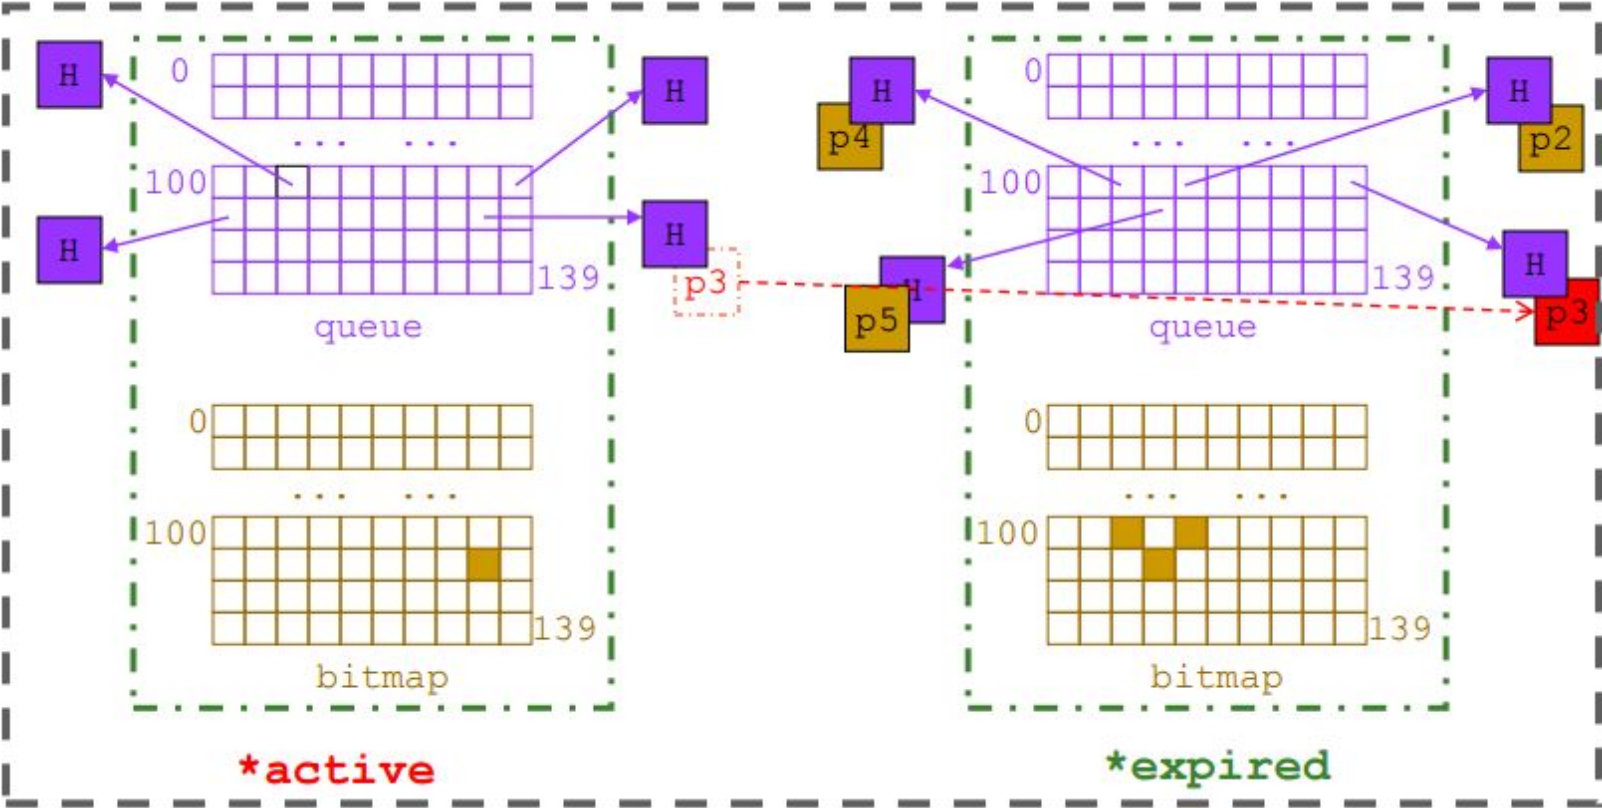 H
0
H
100
H
H
139
p3
queue
0
... ...
100
139
bitmap
*active
H
p4
0
... ...
H
p2
100
H
p5
139
H
p3
queue
0
... ...
100
139
bitmap
*expired